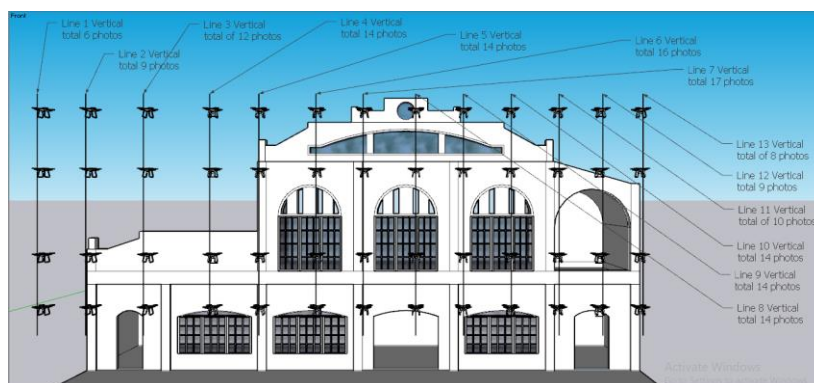 Front
Line 1 Vertical
total 6 photos
Line 2 Vertical
total 9 photos
Line 3 Vertical
total of 12 photos
Line 4 Vertical
total 14 photos
Line 5 Vertical
total 14 photos
Line 6 Vertical
total 16 photos
Line 7 Vertical
total 17 photos
Line 13 Vertical
total of 8 photos
Line 12 Vertical
total 9 photos
Line 11 Vertical
total of 10 photos
Line 10 Vertical
total 14 photos
Line 9 Vertical
total 14 photos
Line 8 Vertical
total 14 photos
Activate Windows